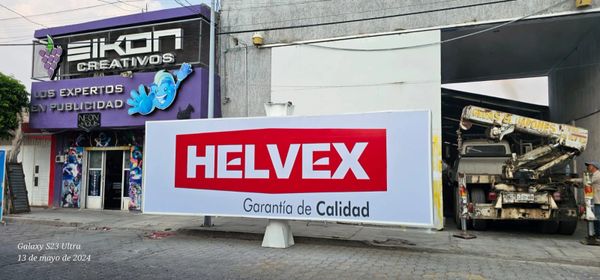 EIKON
CREATIVOS
LOS EXPERTOS
EN PUBLICIDAD
NEON
HELVEX
Garantía de Calidad
Galaxy S23 Ultra
13 de mayo de 2024